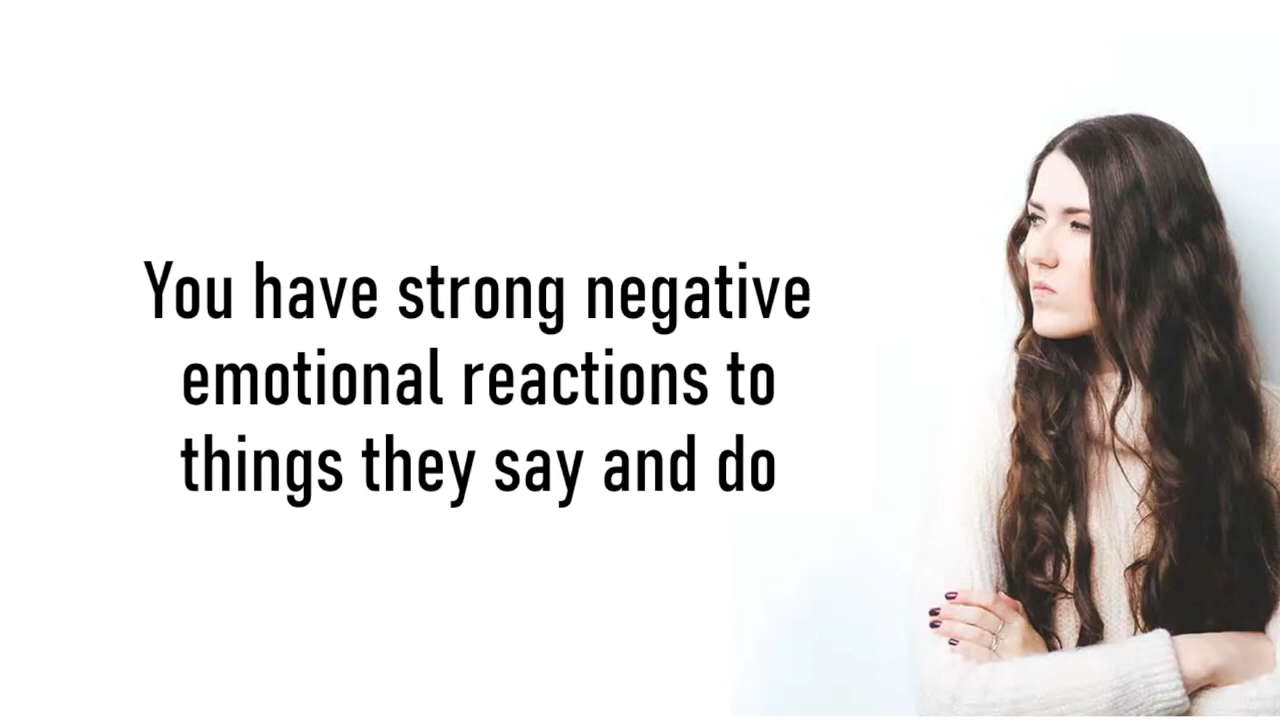 You have strong negative
emotional reactions to
things they say and do